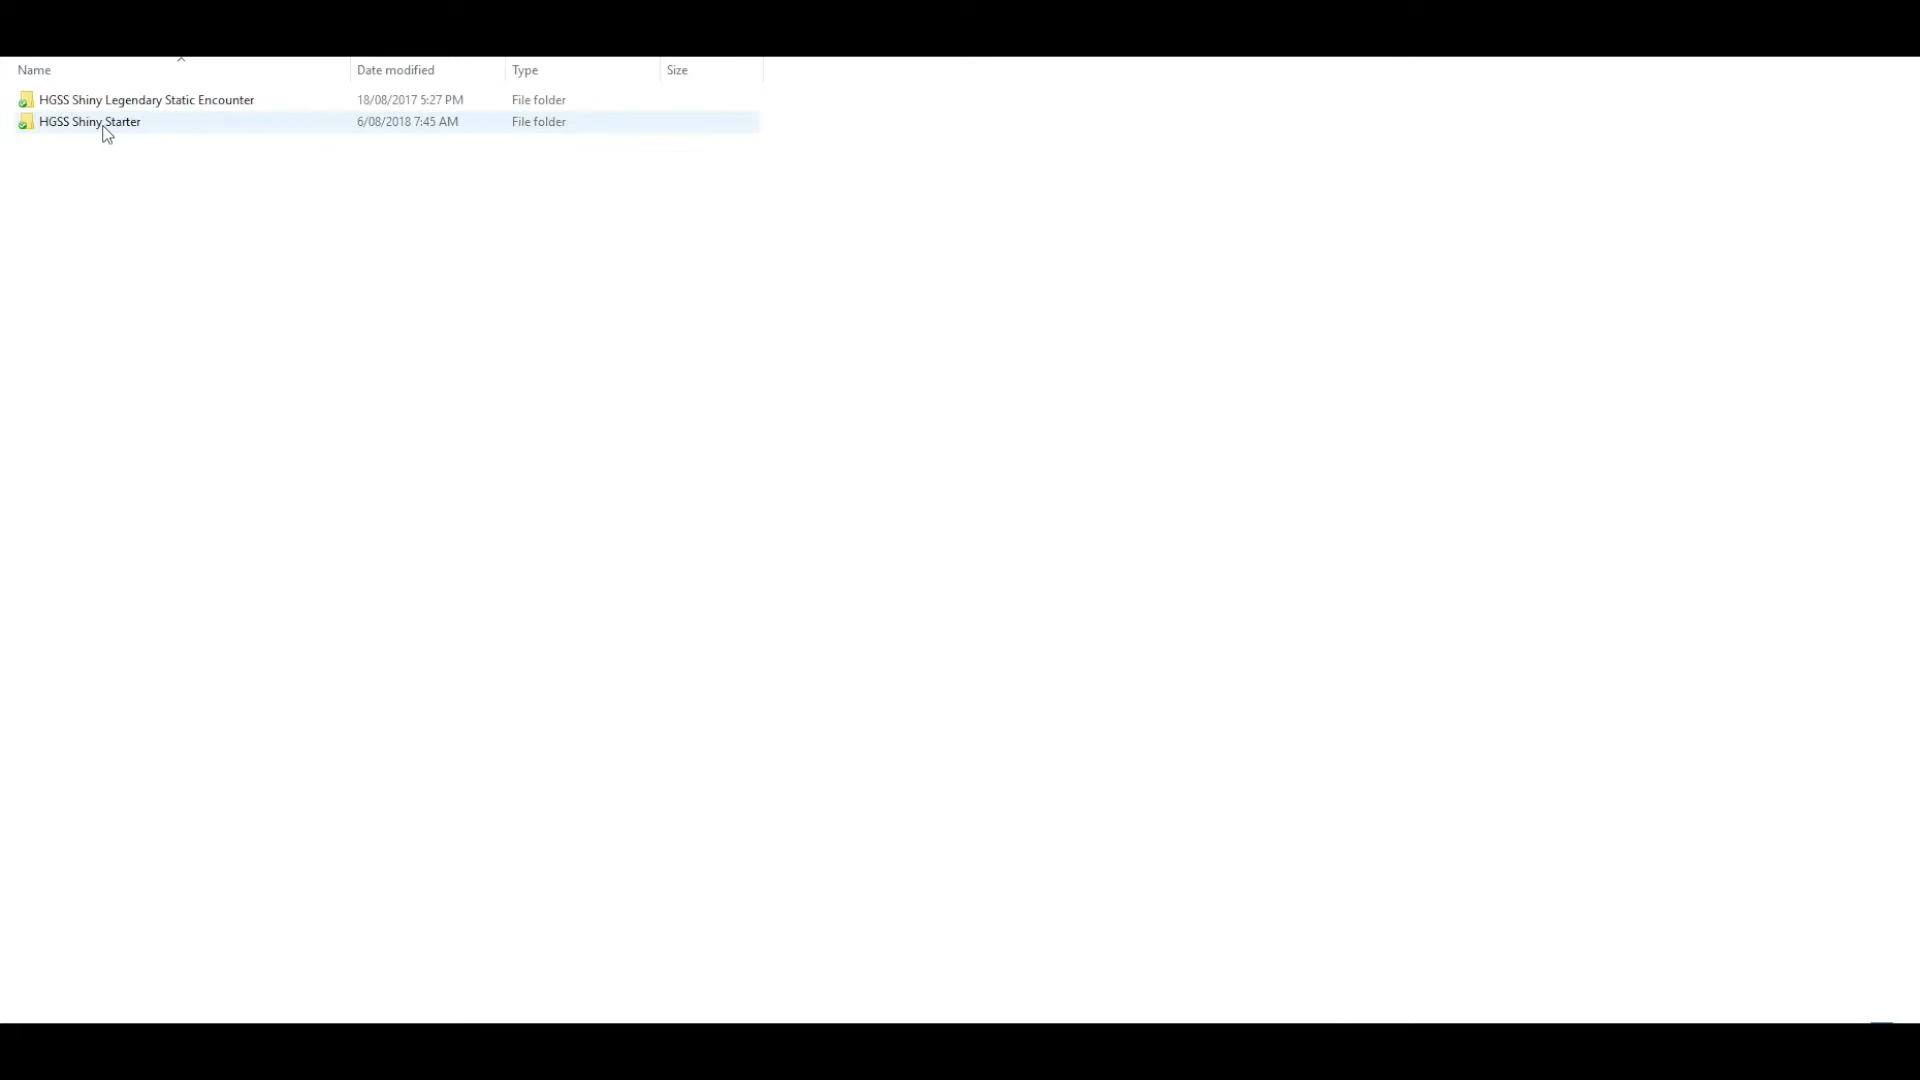 Name Date modified Type Size
HGSS Shiny Legendary Static Encounter 18/08/2017 5:27 PM File folder
HGSS Shiny Starter 6/08/2018 7:45 AM File folder